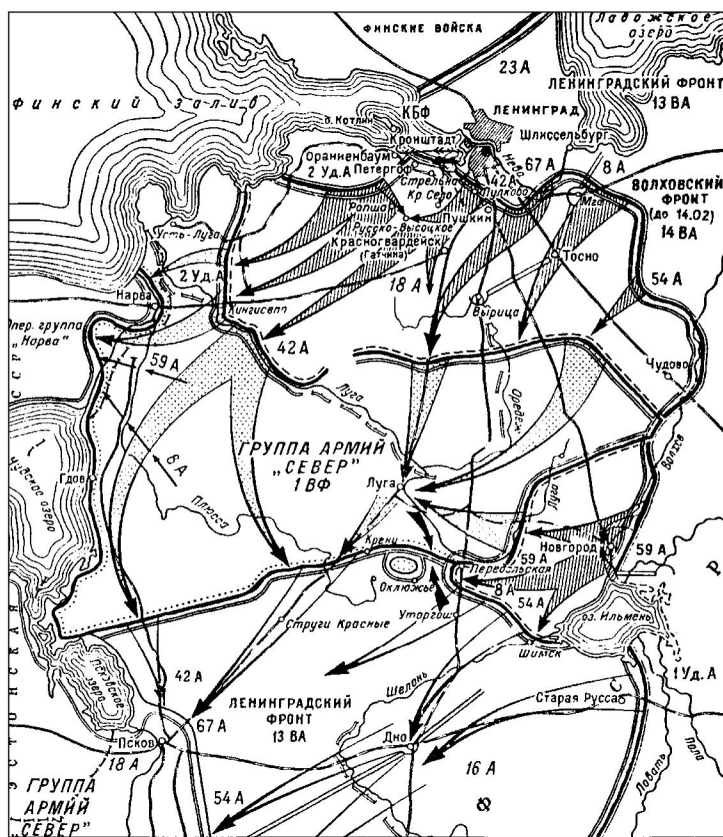 ФИНСКИЕ ВОЙСКА
Ладожское
озеро
23 А
ЛЕНИНГРАДСКИЙ ФРОНТ
13 ВА
Финский залив
КБФ
ЛЕНИНГРАД
о. Котлин
Кронштадт
Шлиссельбург
Ораниенбаум
2 Уд. А
Петергоф
Нева
67 А
8 А
Стрельна
42 А
Пулково
Кр. Село
Мга
ВОЛХОВСКИЙ
ФРОНТ
(до 14.02)
14 ВА
Ропша
Пушкин
Русско-Высоцкое
Красногвардейск
(Гатчина)
Тосно
Усть-Луга
2 Уд. А
18 А
54 А
Нарва
Кингисепп
Вырица
Опер. группа
"Нарва"
42 А
59 А
Чудово
Луга
Оредеж
ГРУППА АРМИЙ
„СЕВЕР"
1 ВФ
Волхов
8 А
Чудское озеро
Гдов
Плюсса
Луга
Луга
Новгород
59 А
Крени
59 А
Передольская
8 А
54 А
Оклюжье
Уторгош
оз. Ильмень
Струги Красные
Шимск
1 Уд. А
Псковское
озеро
42 А
ЛЕНИНГРАДСКИЙ
ФРОНТ
13 ВА
Шелонь
Старая Русса
67 А
Псков
18 А
Дно
16 А
Ловать
Пола
ЭСТОНСКАЯ
ССР
Р
С
Ф
54 А
ГРУППА
АРМИЙ
"СЕВЕР"